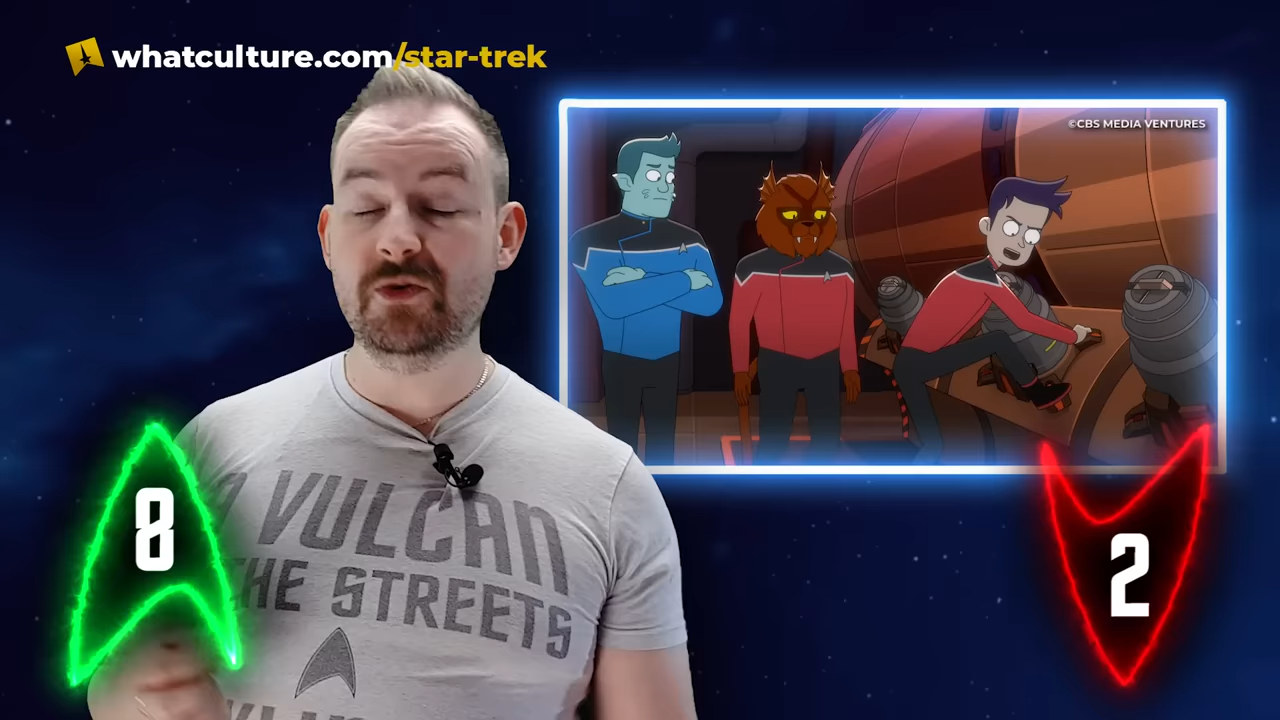 whatculture.com/star-trek
©CBS MEDIA VENTURES
8
2
VULCAN
THE STREETS